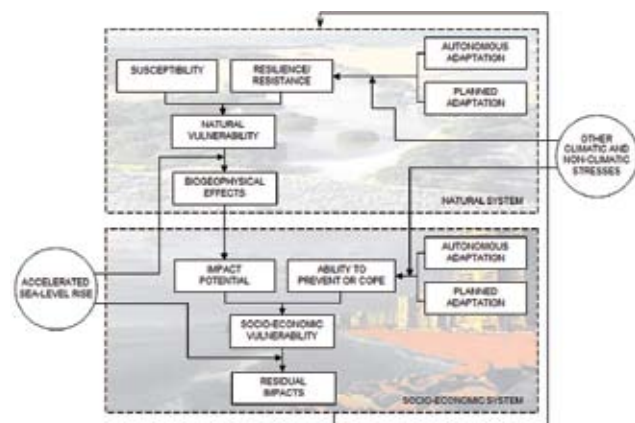 AUTONOMOUS
ADAPTATION
SUSCEPTIBILITY
RESILIENCE/
RESISTANCE
PLANNED
ADAPTATION
NATURAL
VULNERABILITY
OTHER
CLIMATIC AND
NON-CLIMATIC
STRESSES
BIOGEOPHYSICAL
EFFECTS
NATURAL SYSTEM
AUTONOMOUS
ADAPTATION
ACCELERATED
SEA-LEVEL RISE
IMPACT
POTENTIAL
ABILITY TO
PREVENT OR COPE
PLANNED
ADAPTATION
SOCIO-ECONOMIC
VULNERABILITY
RESIDUAL
IMPACTS
SOCIO-ECONOMIC SYSTEM